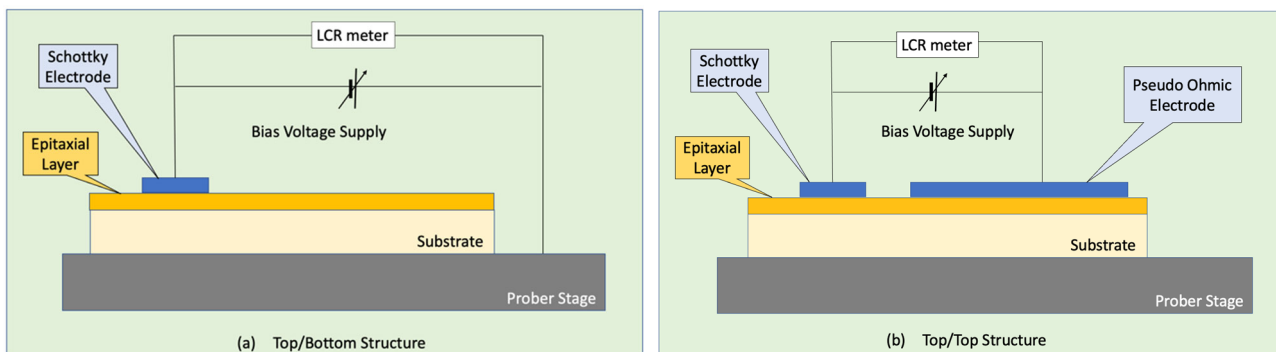 LCR meter
Schottky
Electrode
Bias Voltage Supply
Epitaxial
Layer
Substrate
Prober Stage
(a) Top/Bottom Structure
LCR meter
Schottky
Electrode
Pseudo Ohmic
Electrode
Bias Voltage Supply
Epitaxial
Layer
Substrate
Prober Stage
(b) Top/Top Structure